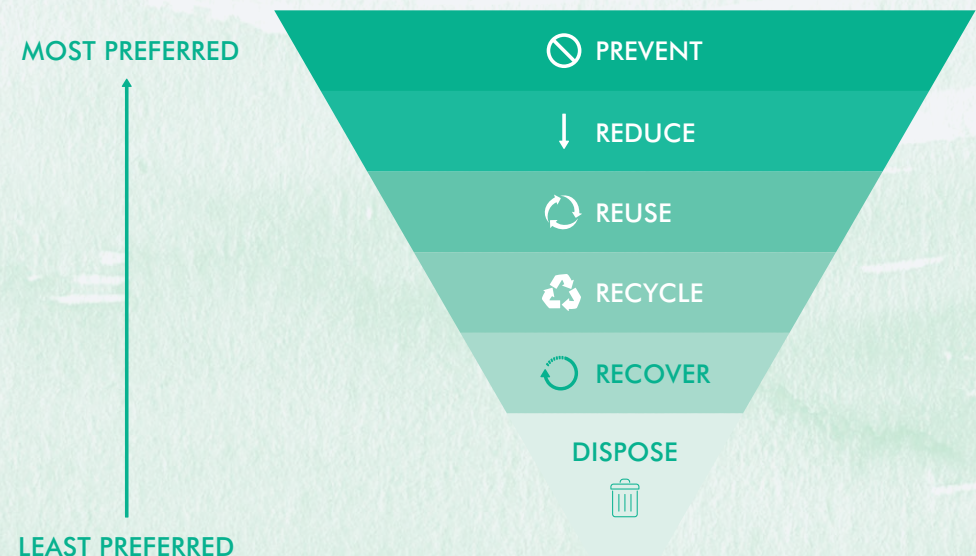 MOST PREFERRED
PREVENT
REDUCE
REUSE
RECYCLE
RECOVER
DISPOSE
LEAST PREFERRED